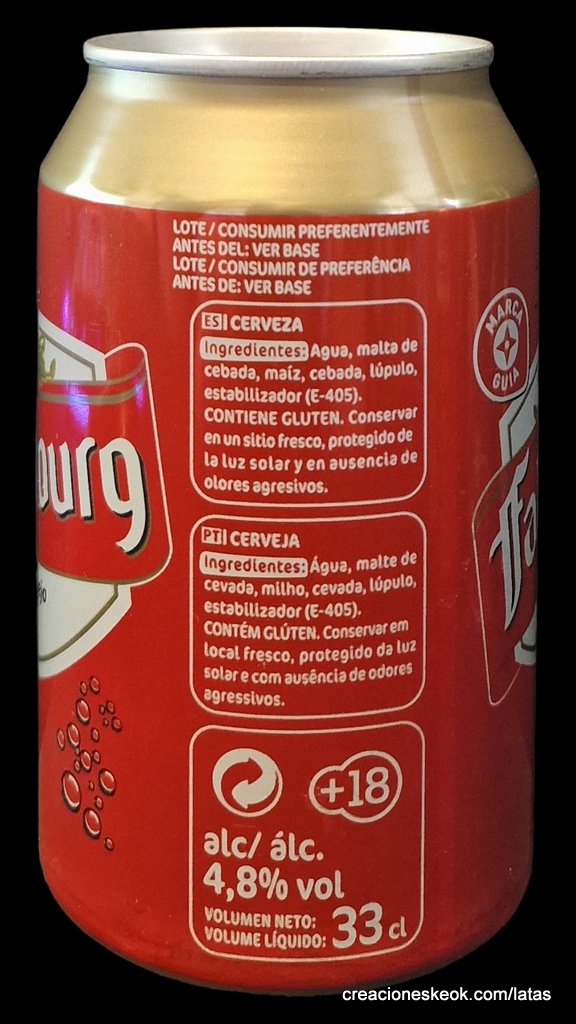 LOTE / CONSUMIR PREFERENTEMENTE
ANTES DEL: VER BASE
LOTE / CONSUMIR DE PREFERÊNCIA
ANTES DE: VER BASE
ES CERVEZA
Ingredientes: Agua, malta de
cebada, maíz, cebada, lúpulo,
estabilizador (E-405).
CONTIENE GLUTEN. Conservar
en un sitio fresco, protegido de
la luz solar y en ausencia de
olores agresivos.
MARCA
GUIA
ourg
Fa
PT CERVEJA
Ingredientes: Água, malte de
cevada, milho, cevada, lúpulo,
estabilizador (E-405).
CONTÉM GLÚTEN. Conservar em
local fresco, protegido da luz
solar e com ausência de odores
agressivos.
+18
alc/ álc.
4,8% vol
VOLUMEN NETO:
VOLUME LÍQUIDO: 33 cl
creacioneskeok.com/latas